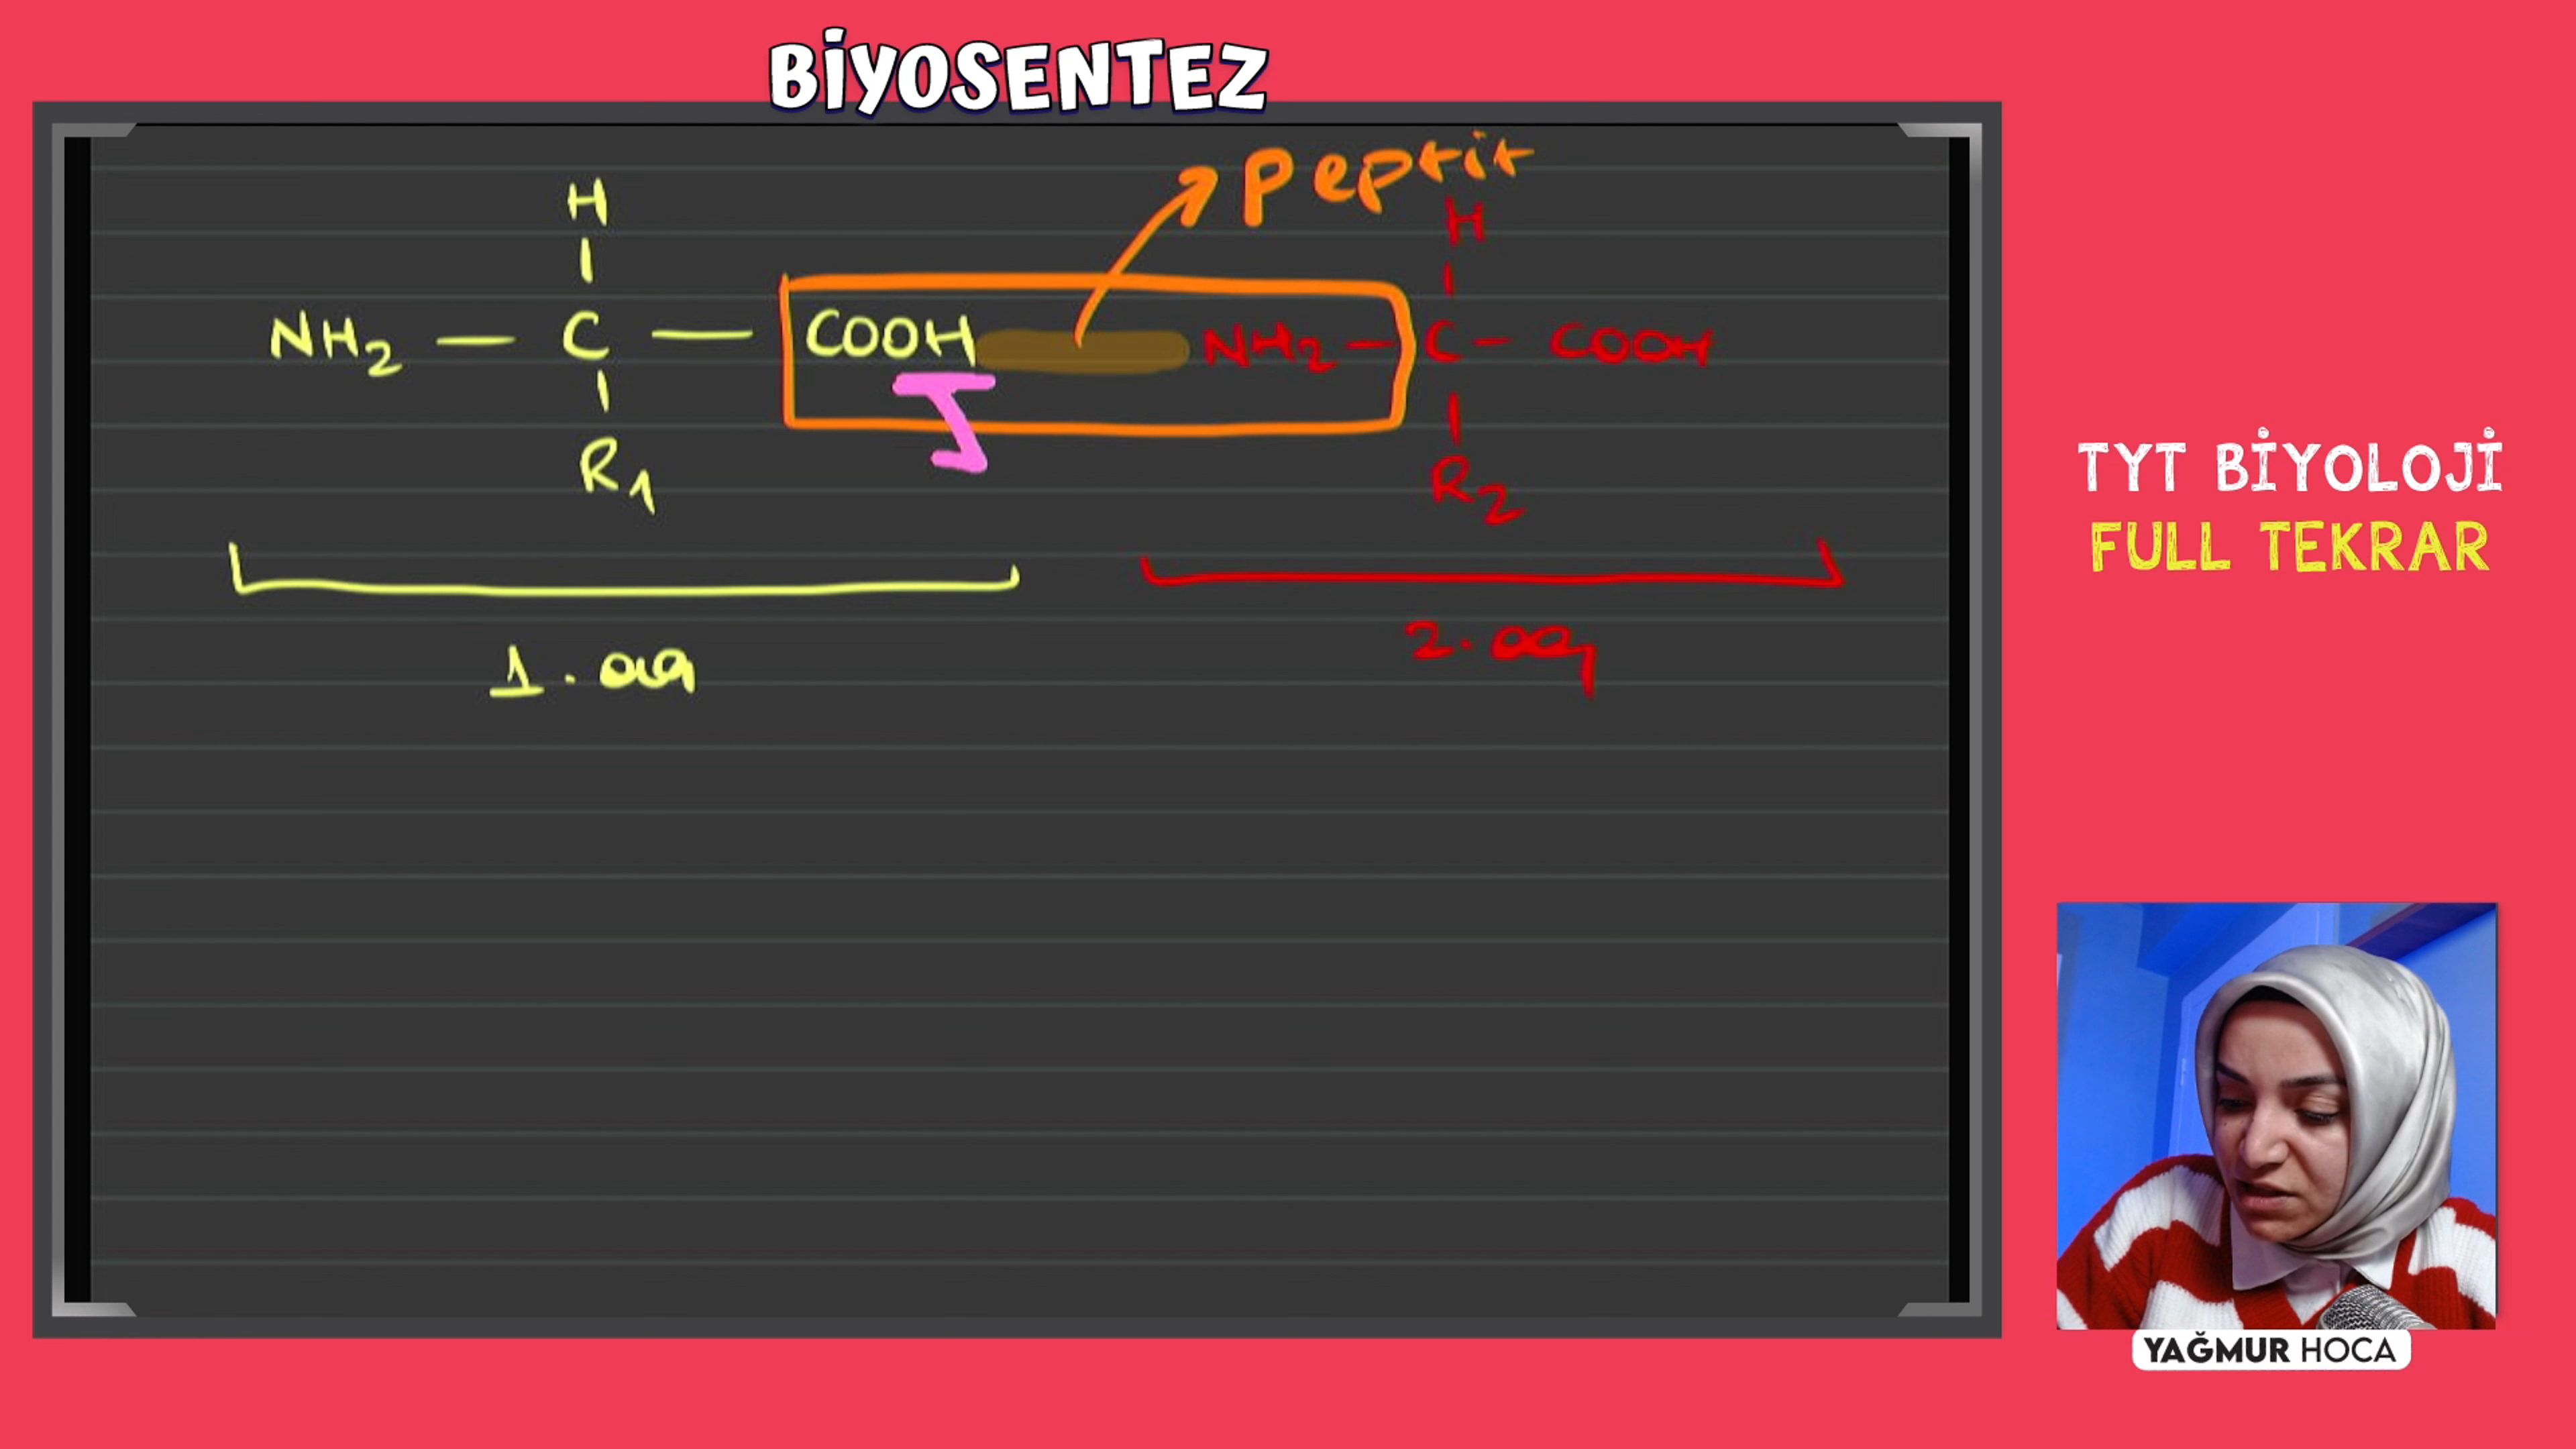 BİYOSENTEZ
peptit
H
H
NH₂ — C — COOH NH₂ — C — COOH
R₁
R₂
1. aa
2. aa
TYT BİYOLOJİ
FULL TEKRAR
YAĞMUR HOCA